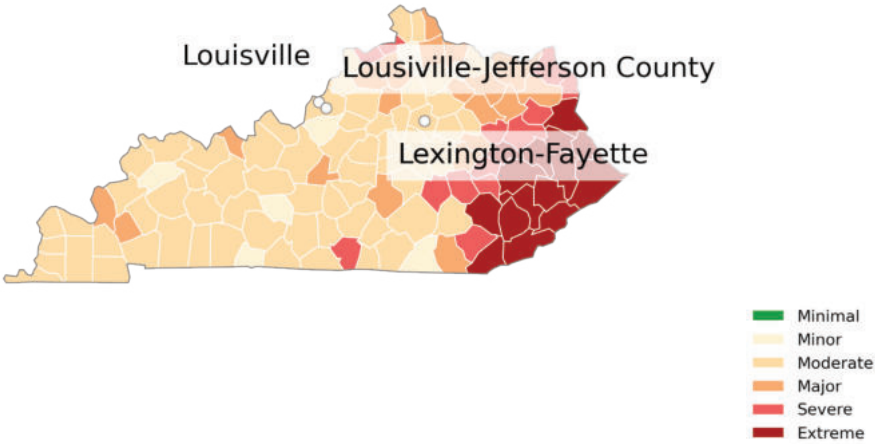 Louisville
Lousiville-Jefferson County
Lexington-Fayette
Minimal
Minor
Moderate
Major
Severe
Extreme